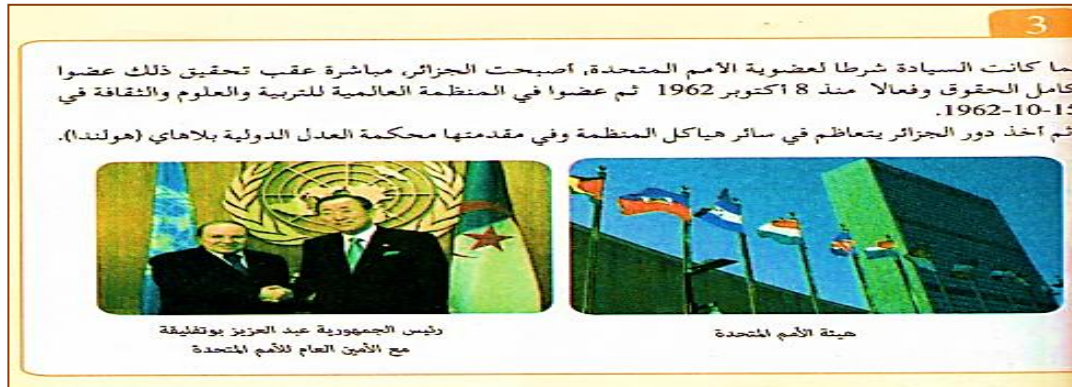 3
ما كانت السيادة شرطا لعضوية الأمم المتحدة، أصبحت الجزائر، مباشرة عقب تحقيق ذلك عضوا
كامل الحقوق وفعالا منذ 8 أكتوبر 1962 ثم عضوا في المنظمة العالمية للتربية والعلوم والثقافة في
1962-10-15.
ثم أخذ دور الجزائر يتعاظم في سائر هياكل المنظمة وفي مقدمتها محكمة العدل الدولية بلاهاي (هولندا).
هيئة الأمم المتحدة
رئيس الجمهورية عبد العزيز بوتفليقة
مع الأمين العام للأمم المتحدة